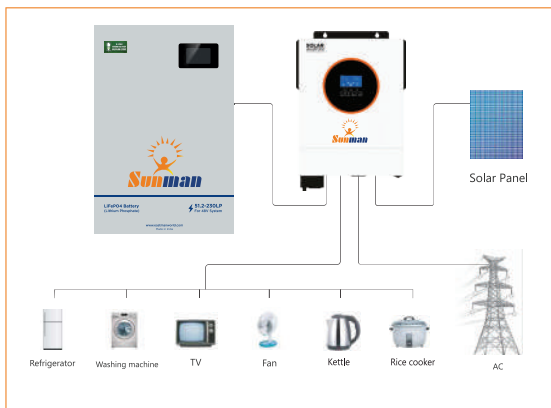 SOLAR
Sunman
Sunman
LiFePO4 Battery
(Lithium Phosphate)
51.2-230LP
For 48V System
Solar Panel
Refrigerator
Washing machine
TV
Fan
Kettle
Rice cooker
AC